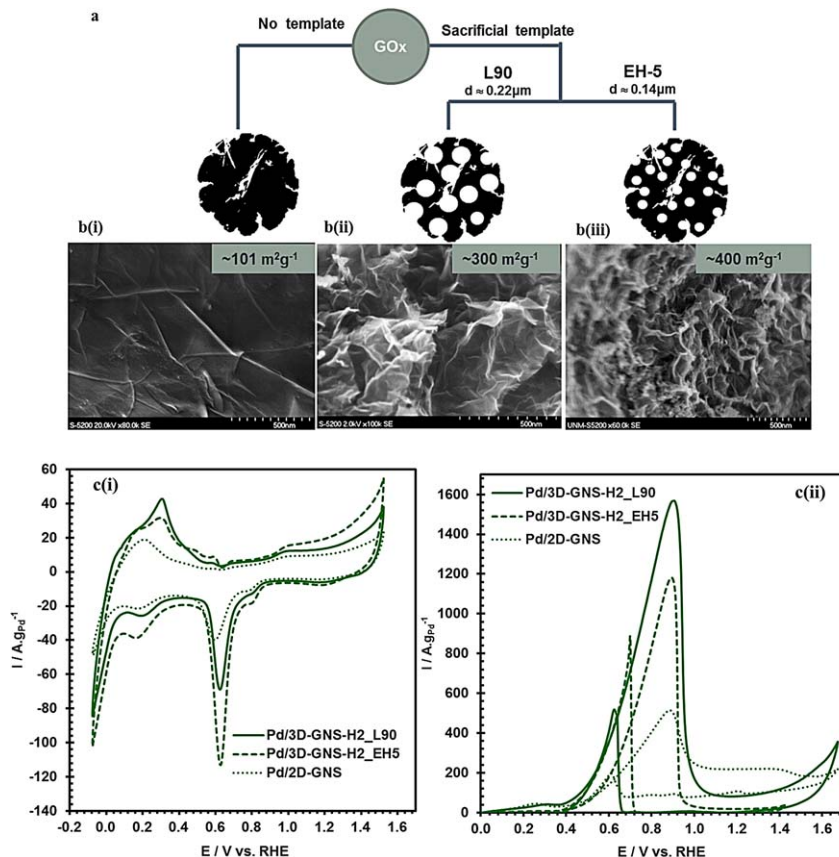 a
No template
GOx
Sacrificial template
L90
d ≈ 0.22μm
EH-5
d ≈ 0.14μm
b(i)
b(ii)
b(iii)
~101 m²g⁻¹
~300 m²g⁻¹
~400 m²g⁻¹
S-5200 20.0kV x80.0k SE
500nm
S-5200 2.0kV x100k SE
500nm
UNM-S5200 x60.0k SE
500nm
c(i)
60
40
20
0
-20
-40
-60
-80
-100
-120
-140
I / A.gPd⁻¹
Pd/3D-GNS-H2_L90
Pd/3D-GNS-H2_EH5
Pd/2D-GNS
-0.2 0.0 0.2 0.4 0.6 0.8 1.0 1.2 1.4 1.6
E / V vs. RHE
c(ii)
Pd/3D-GNS-H2_L90
Pd/3D-GNS-H2_EH5
Pd/2D-GNS
1600
1400
1200
1000
800
600
400
200
0
I / A.gPd⁻¹
0.0 0.2 0.4 0.6 0.8 1.0 1.2 1.4 1.6
E / V vs. RHE